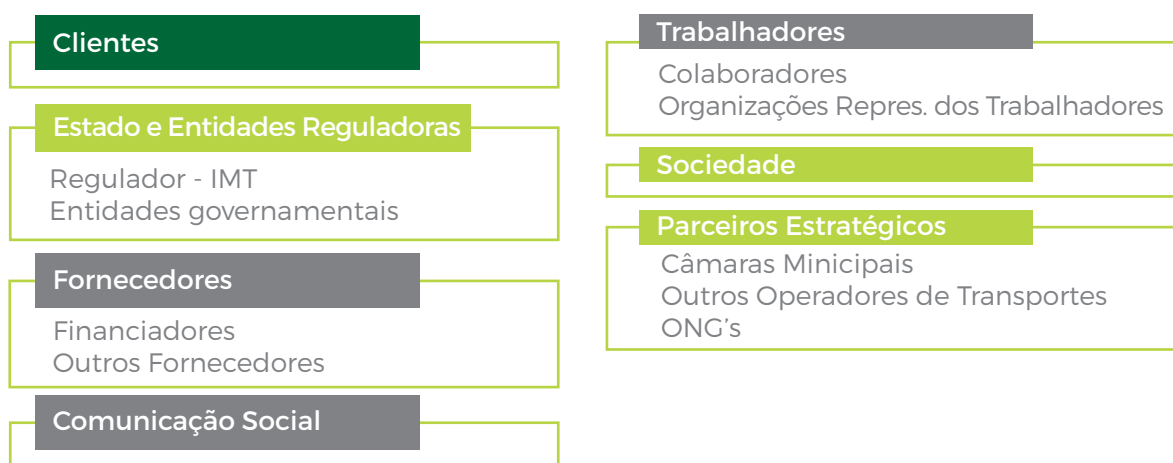 Clientes
Estado e Entidades Reguladoras
Regulador - IMT
Entidades governamentais
Fornecedores
Financiadores
Outros Fornecedores
Comunicação Social
Trabalhadores
Colaboradores
Organizações Repres. dos Trabalhadores
Sociedade
Parceiros Estratégicos
Câmaras Minicipais
Outros Operadores de Transportes
ONG’s